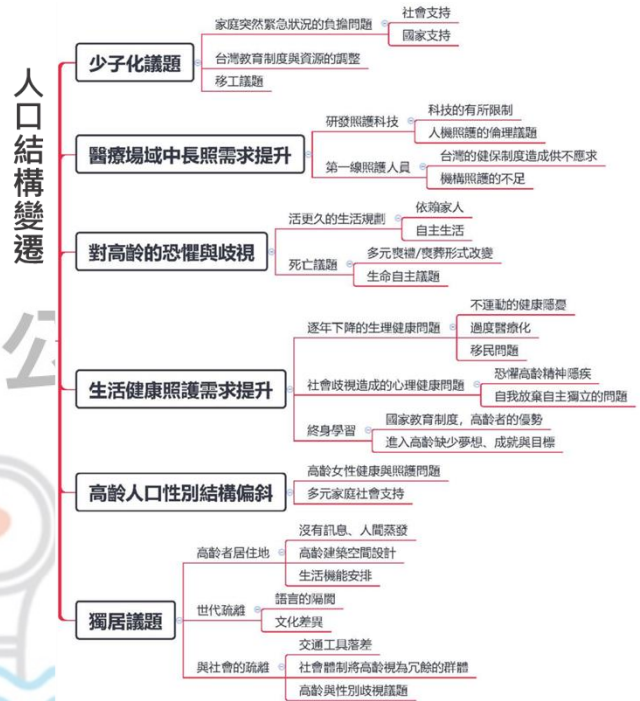 人口結構變遷
少子化議題
家庭突然緊急狀況的負擔問題
社會支持
國家支持
台灣教育制度與資源的調整
移工議題
醫療場域中長照需求提升
研發照護科技
科技的有所限制
人機照護的倫理議題
第一線照護人員
台灣的健保制度造成供不應求
機構照護的不足
對高齡的恐懼與歧視
活更久的生活規劃
依賴家人
自主生活
死亡議題
多元喪禮/喪葬形式改變
生命自主議題
公
生活健康照護需求提升
逐年下降的生理健康問題
不運動的健康隱憂
過度醫療化
移民問題
社會歧視造成的心理健康問題
恐懼高齡精神隱疾
自我放棄自主獨立的問題
終身學習
國家教育制度，高齡者的優勢
進入高齡缺少夢想、成就與目標
高齡人口性別結構偏斜
高齡女性健康與照護問題
多元家庭社會支持
獨居議題
高齡者居住地
沒有訊息、人間蒸發
高齡建築空間設計
生活機能安排
世代疏離
語言的隔閡
文化差異
與社會的疏離
交通工具落差
社會體制將高齡視為冗餘的群體
高齡與性別歧視議題